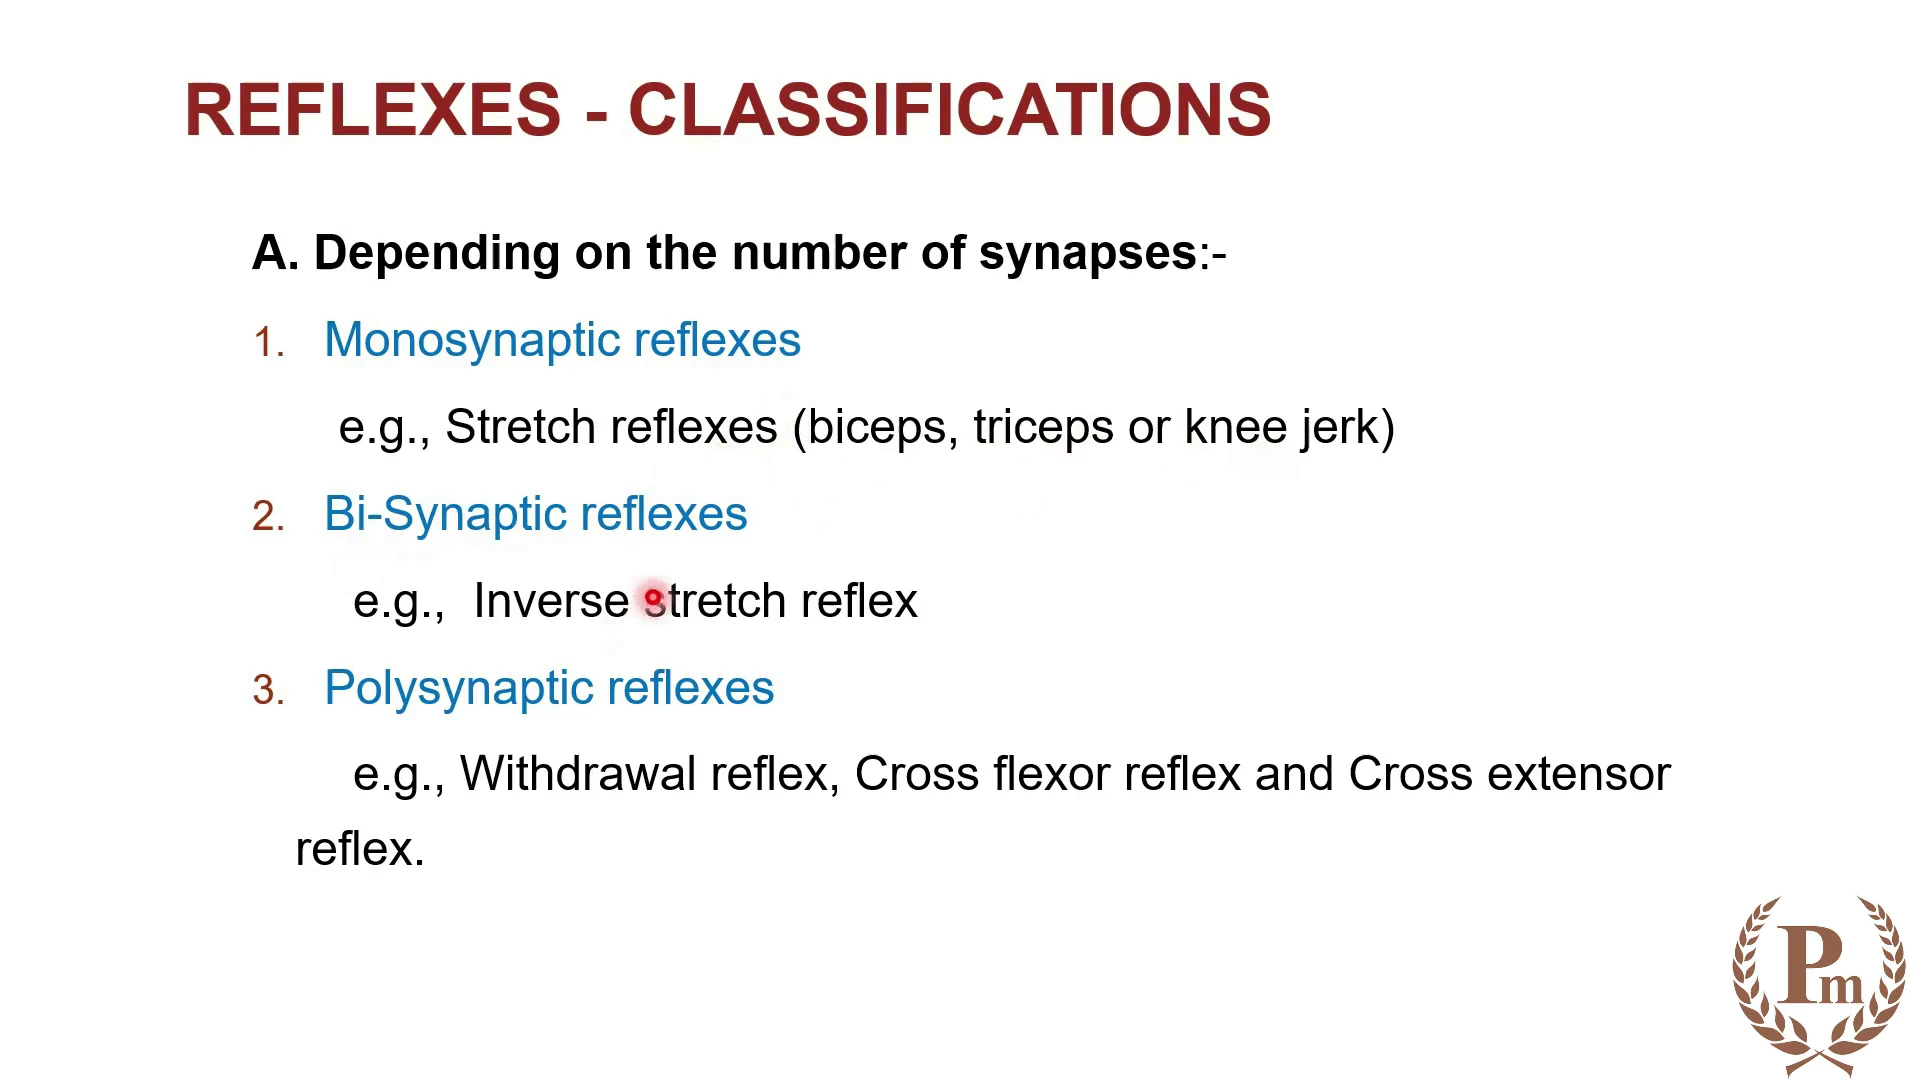 REFLEXES - CLASSIFICATIONS
A. Depending on the number of synapses:-
1. Monosynaptic reflexes
e.g., Stretch reflexes (biceps, triceps or knee jerk)
2. Bi-Synaptic reflexes
e.g., Inverse stretch reflex
3. Polysynaptic reflexes
e.g., Withdrawal reflex, Cross flexor reflex and Cross extensor
reflex.
Pm